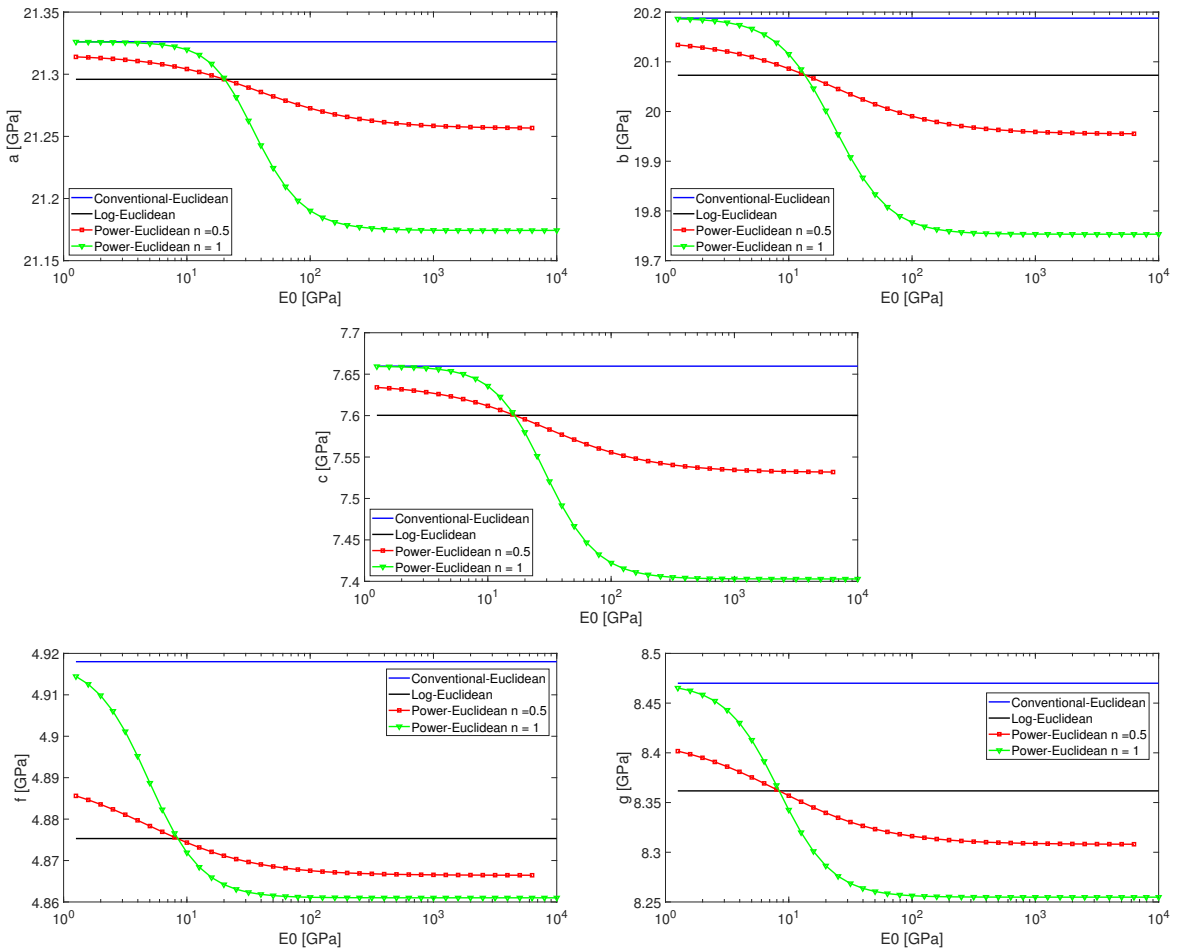 21.35
21.3
21.25
21.2
21.15
a [GPa]
Conventional-Euclidean
Log-Euclidean
Power-Euclidean n =0.5
Power-Euclidean n = 1
10^0 10^1 10^2 10^3 10^4
E0 [GPa]
20.2
20.1
20
19.9
19.8
19.7
b [GPa]
Conventional-Euclidean
Log-Euclidean
Power-Euclidean n =0.5
Power-Euclidean n = 1
10^0 10^1 10^2 10^3 10^4
E0 [GPa]
7.7
7.65
7.6
7.55
7.5
7.45
7.4
c [GPa]
Conventional-Euclidean
Log-Euclidean
Power-Euclidean n =0.5
Power-Euclidean n = 1
10^0 10^1 10^2 10^3 10^4
E0 [GPa]
4.92
4.91
4.9
4.89
4.88
4.87
4.86
f [GPa]
Conventional-Euclidean
Log-Euclidean
Power-Euclidean n =0.5
Power-Euclidean n = 1
10^0 10^1 10^2 10^3 10^4
E0 [GPa]
8.5
8.45
8.4
8.35
8.3
8.25
g [GPa]
Conventional-Euclidean
Log-Euclidean
Power-Euclidean n =0.5
Power-Euclidean n = 1
10^0 10^1 10^2 10^3 10^4
E0 [GPa]